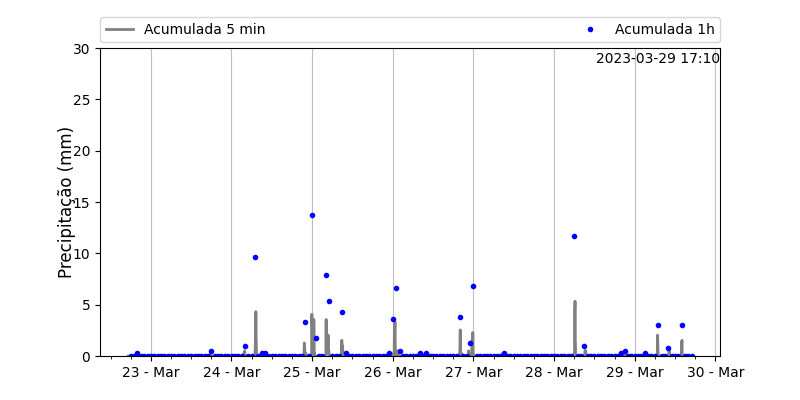 Acumulada 5 min
Acumulada 1h
2023-03-29 17:10
Precipitação (mm)
30
25
20
15
10
5
0
23 - Mar
24 - Mar
25 - Mar
26 - Mar
27 - Mar
28 - Mar
29 - Mar
30 - Mar